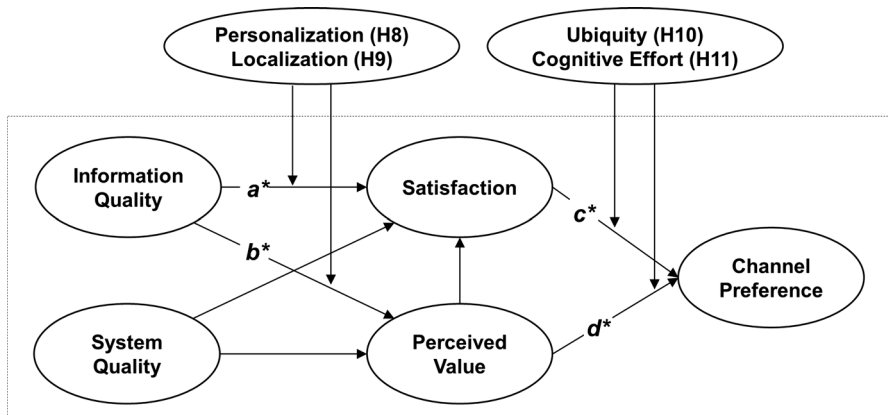 Personalization (H8)
Localization (H9)
Ubiquity (H10)
Cognitive Effort (H11)
Information
Quality
a*
Satisfaction
b*
c*
Channel
Preference
System
Quality
Perceived
Value
d*